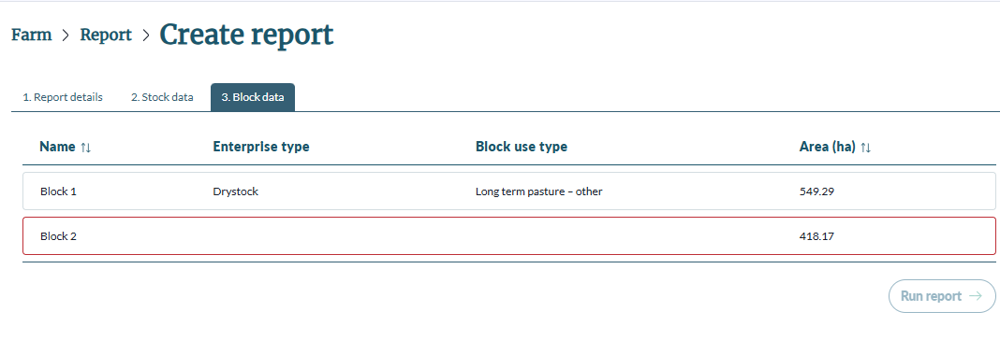 Farm > Report > Create report
1. Report details 2. Stock data 3. Block data
Name ↑↓ Enterprise type Block use type Area (ha) ↑↓
Block 1 Drystock Long term pasture – other 549.29
Block 2 418.17
Run report →